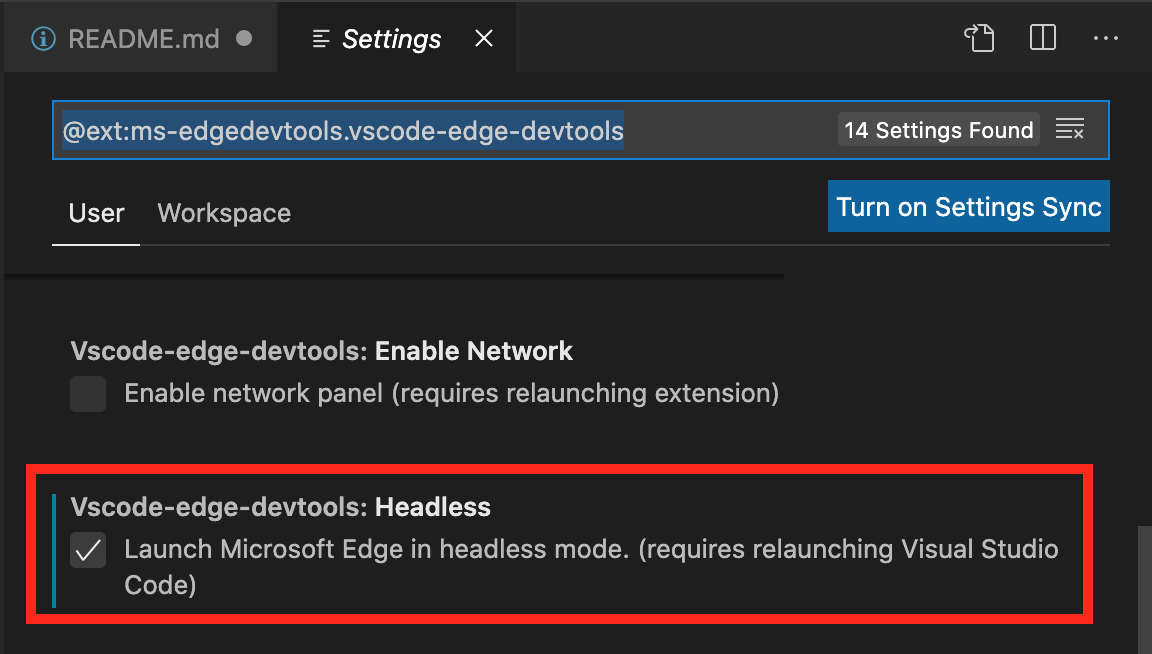 README.md Settings
@ext:ms-edgedevtools.vscode-edge-devtools 14 Settings Found
User Workspace Turn on Settings Sync
Vscode-edge-devtools: Enable Network
Enable network panel (requires relaunching extension)
Vscode-edge-devtools: Headless
Launch Microsoft Edge in headless mode. (requires relaunching Visual Studio
Code)